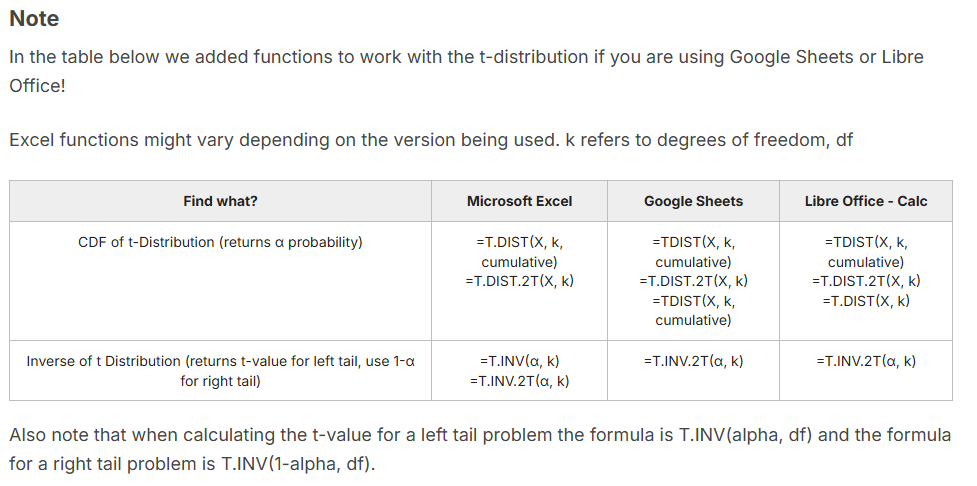 Note
In the table below we added functions to work with the t-distribution if you are using Google Sheets or Libre
Office!
Excel functions might vary depending on the version being used. k refers to degrees of freedom, df
Find what?
Microsoft Excel
Google Sheets
Libre Office - Calc
CDF of t-Distribution (returns α probability)
=T.DIST(X, k,
cumulative)
=T.DIST.2T(X, k)
=TDIST(X, k,
cumulative)
=T.DIST.2T(X, k)
=TDIST(X, k,
cumulative)
=TDIST(X, k,
cumulative)
=T.DIST.2T(X, k)
=T.DIST(X, k)
Inverse of t Distribution (returns t-value for left tail, use 1-α
for right tail)
=T.INV(α, k)
=T.INV.2T(α, k)
=T.INV.2T(α, k)
=T.INV.2T(α, k)
Also note that when calculating the t-value for a left tail problem the formula is T.INV(alpha, df) and the formula
for a right tail problem is T.INV(1-alpha, df).